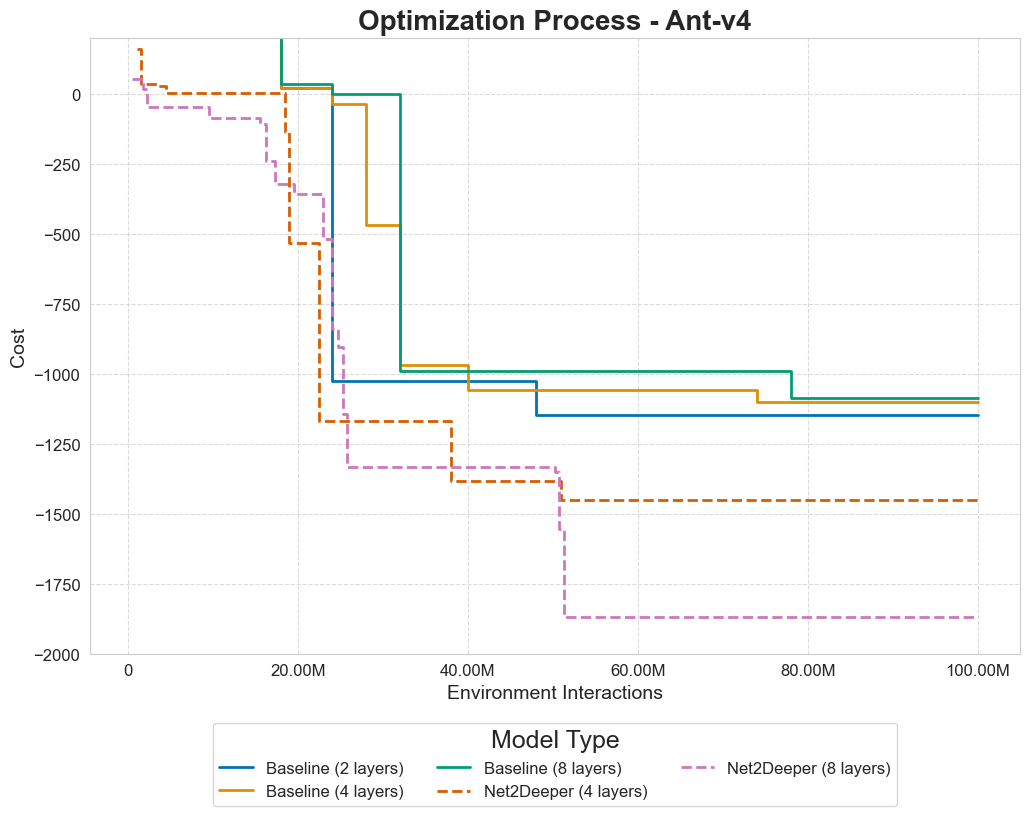 Optimization Process - Ant-v4
0
−250
−500
−750
−1000
−1250
−1500
−1750
−2000
Cost
0
20.00M
40.00M
60.00M
80.00M
100.00M
Environment Interactions
Model Type
Baseline (2 layers)
Baseline (4 layers)
Baseline (8 layers)
Net2Deeper (4 layers)
Net2Deeper (8 layers)